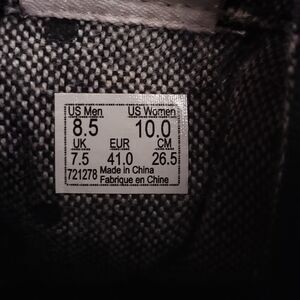 US Men US Women
8.5 10.0
UK EUR CM
7.5 41.0 26.5
721278 Made in China
Fabrique en Chine